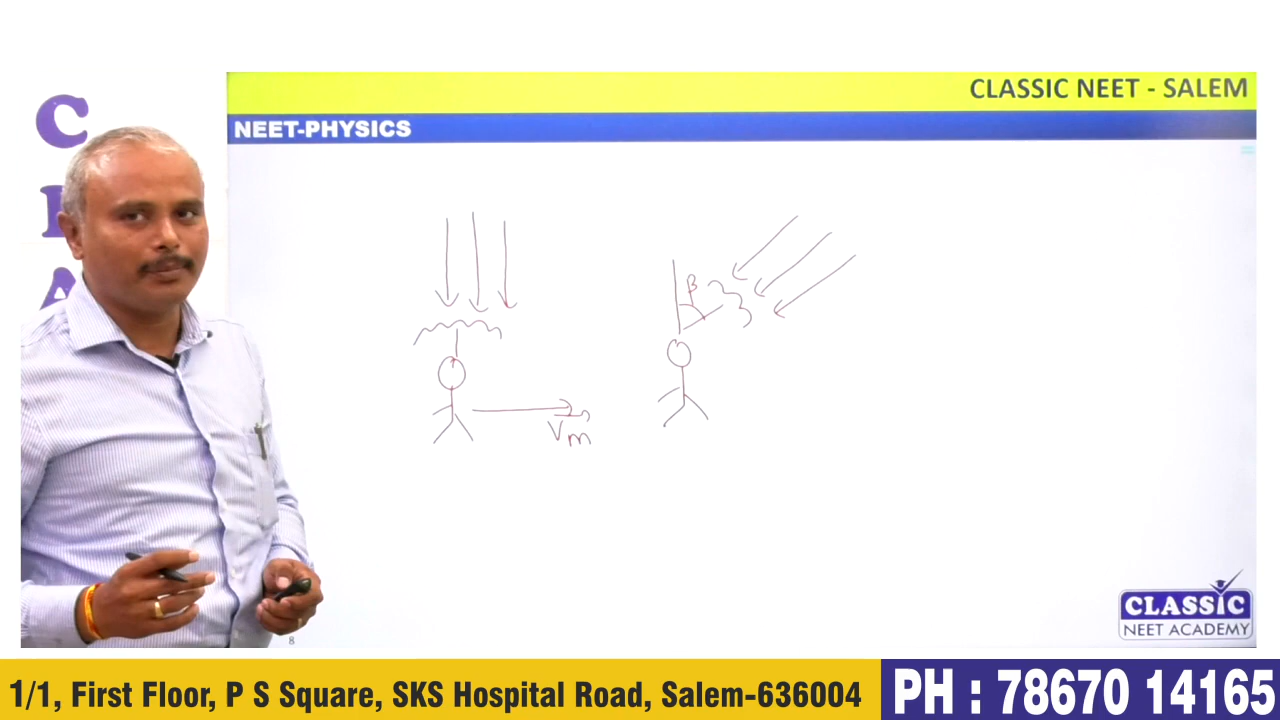 CLASSIC NEET - SALEM
NEET-PHYSICS
C
L
A
β
Vm
8
CLASSIC
NEET ACADEMY
1/1, First Floor, P S Square, SKS Hospital Road, Salem-636004
PH : 78670 14165